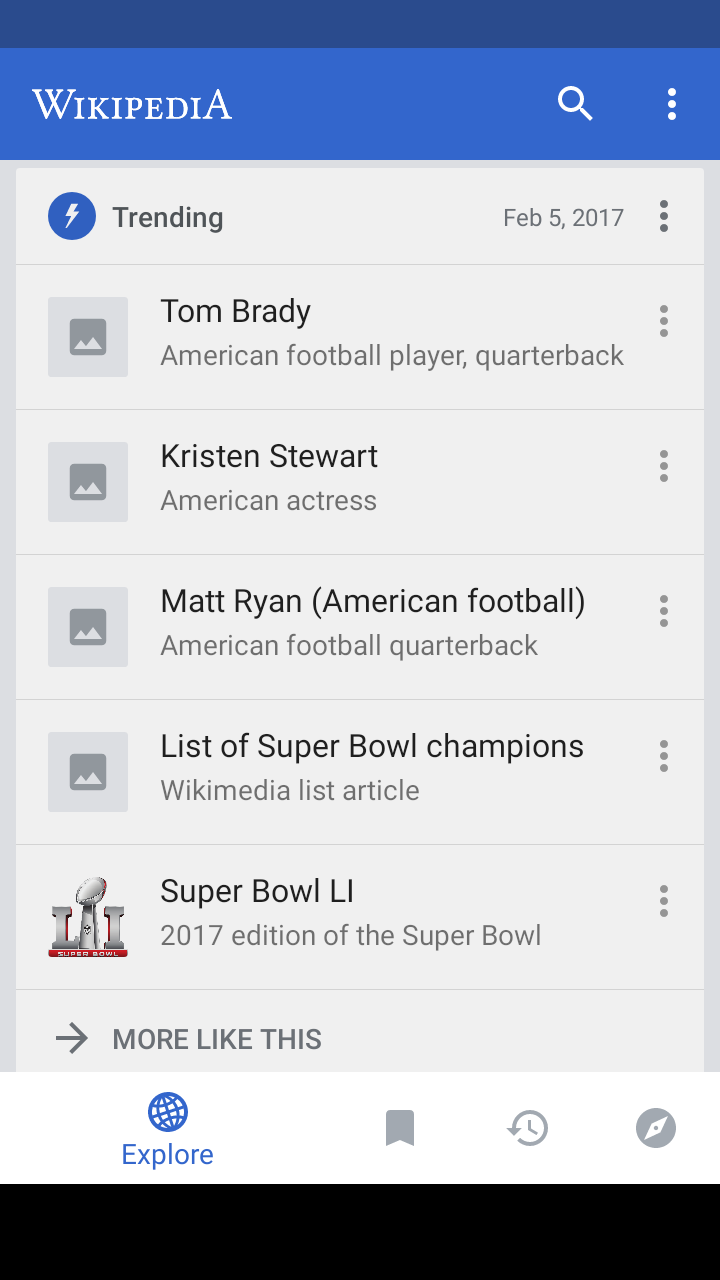 WIKIPEDIA
Trending
Feb 5, 2017
Tom Brady
American football player, quarterback
Kristen Stewart
American actress
Matt Ryan (American football)
American football quarterback
List of Super Bowl champions
Wikimedia list article
LI
SUPER BOWL
Super Bowl LI
2017 edition of the Super Bowl
MORE LIKE THIS
Explore